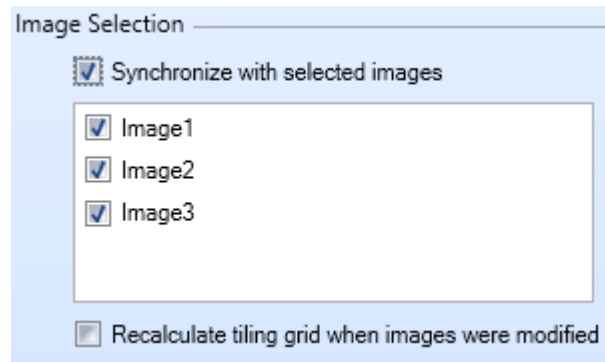 Image Selection
Synchronize with selected images
Image1
Image2
Image3
Recalculate tiling grid when images were modified